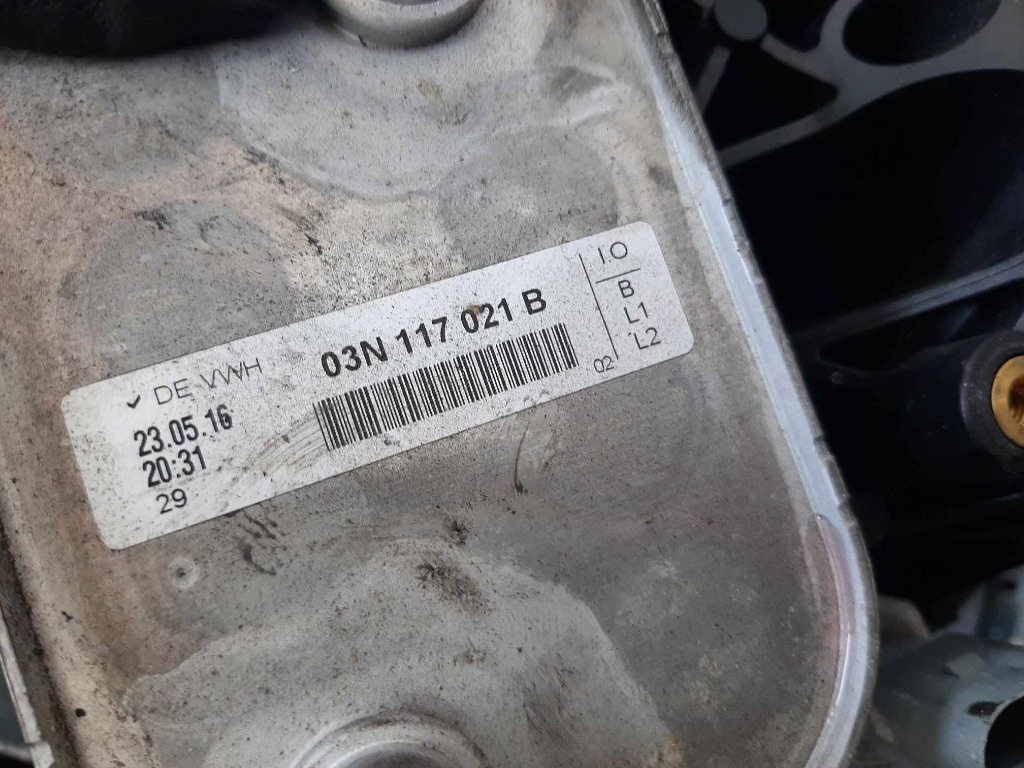 DE VWH
03N 117 021 B
23.05.16
20:31
29
02
I.O
B
L1
L2